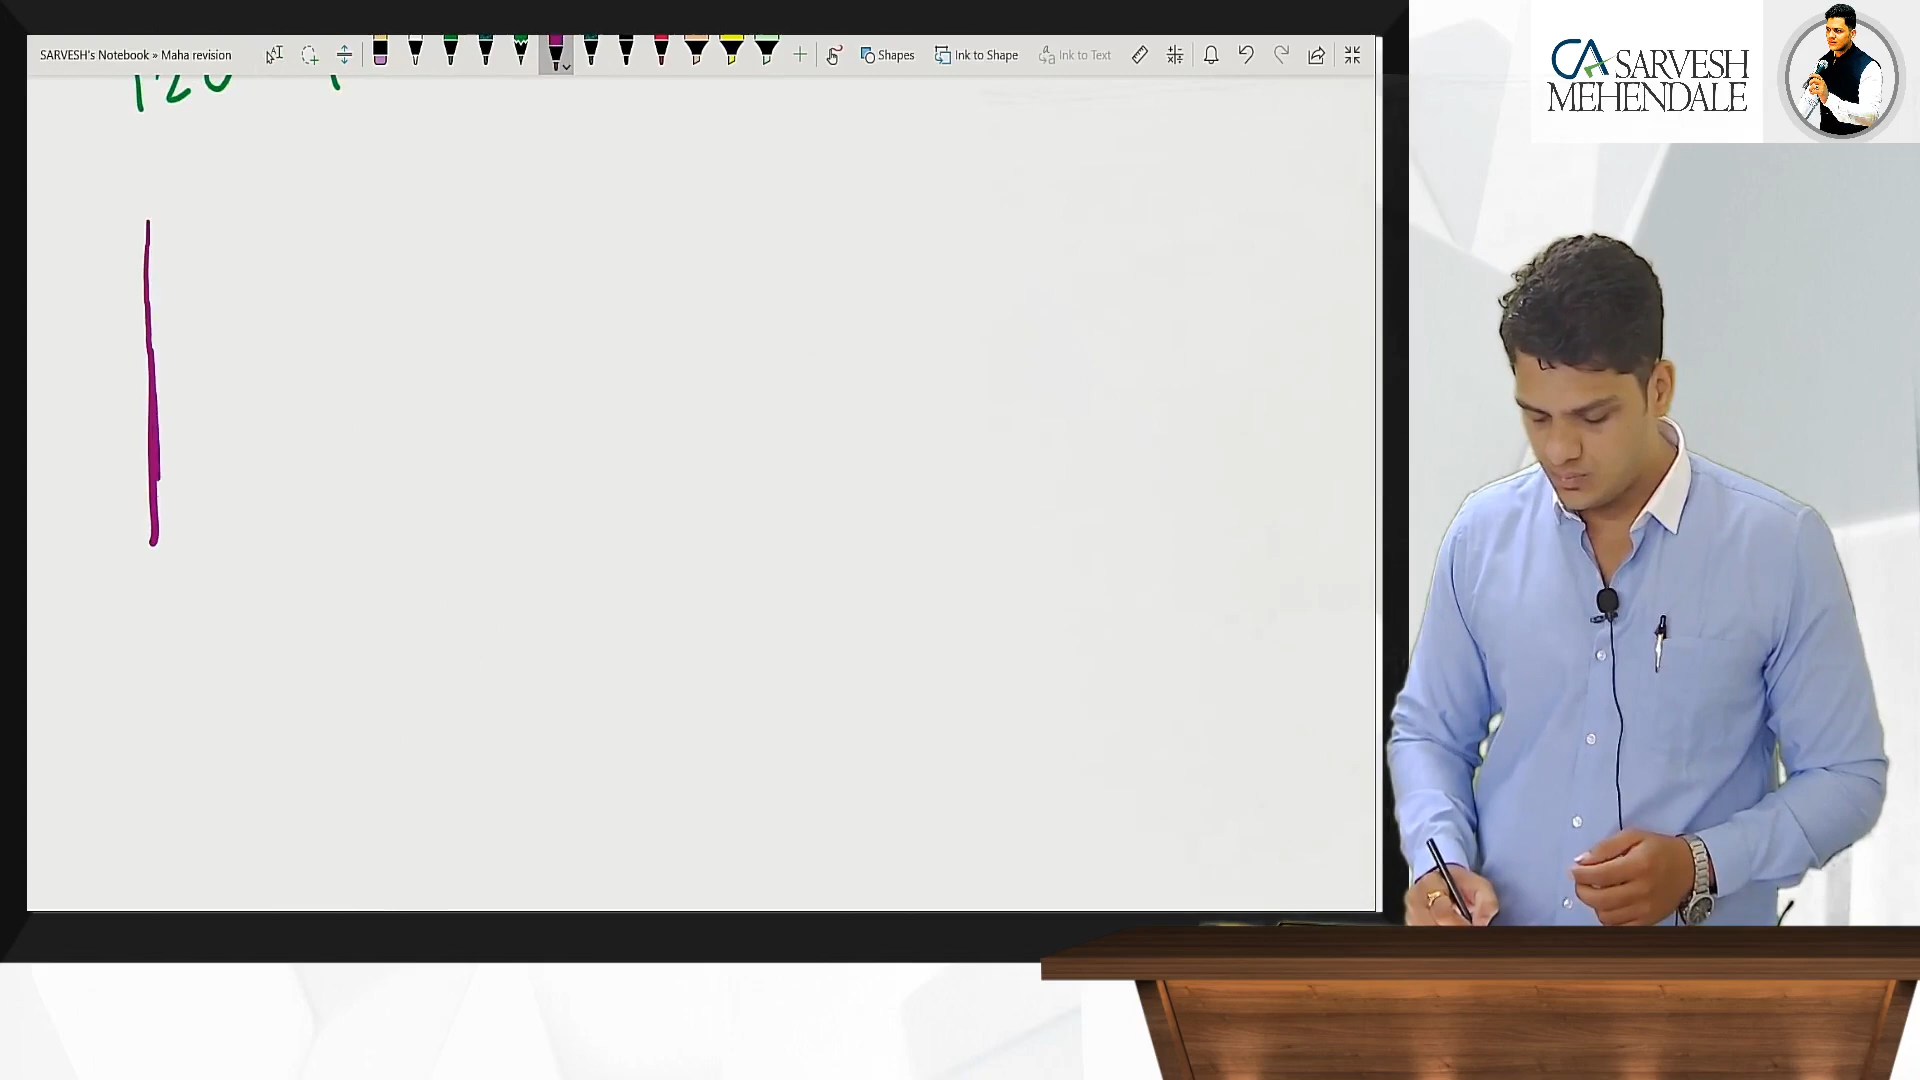 SARVESH's Notebook » Maha revision
Shapes
Ink to Shape
Ink to Text
CA SARVESH
MEHENDALE